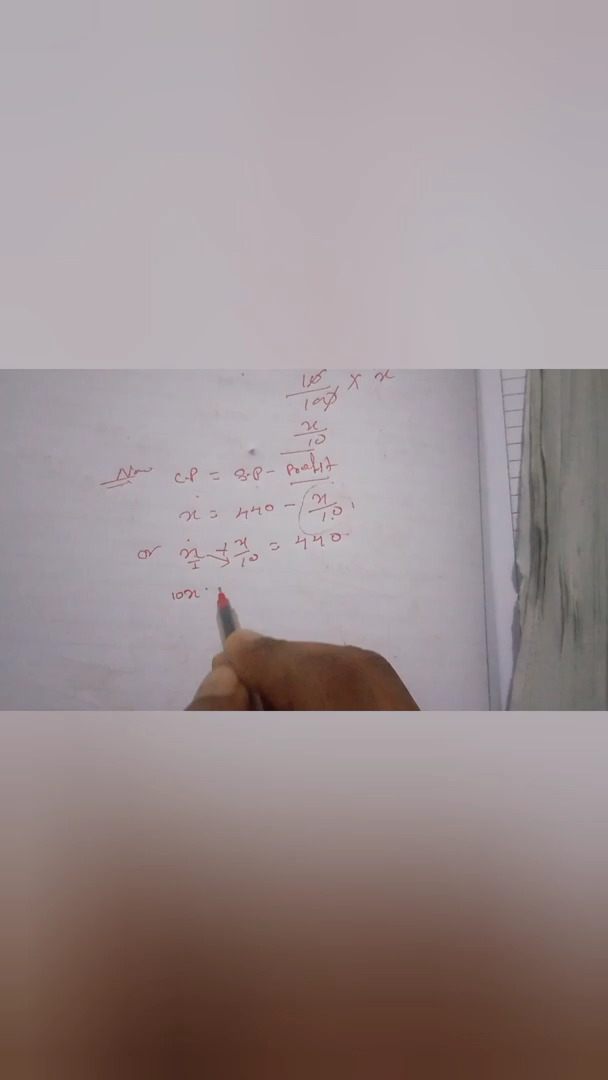 10/100 × x
x/10
Now C.P = S.P - Profit
x = 440 - x/10
or x/1 + x/10 = 440
10x